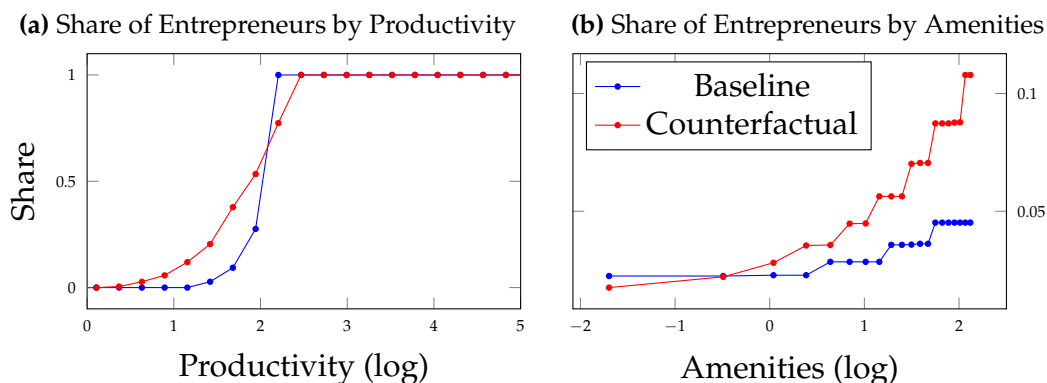 (a) Share of Entrepreneurs by Productivity
Share
1
0.5
0
0 1 2 3 4 5
Productivity (log)
(b) Share of Entrepreneurs by Amenities
Baseline
Counterfactual
0.1
0.05
−2 −1 0 1 2
Amenities (log)